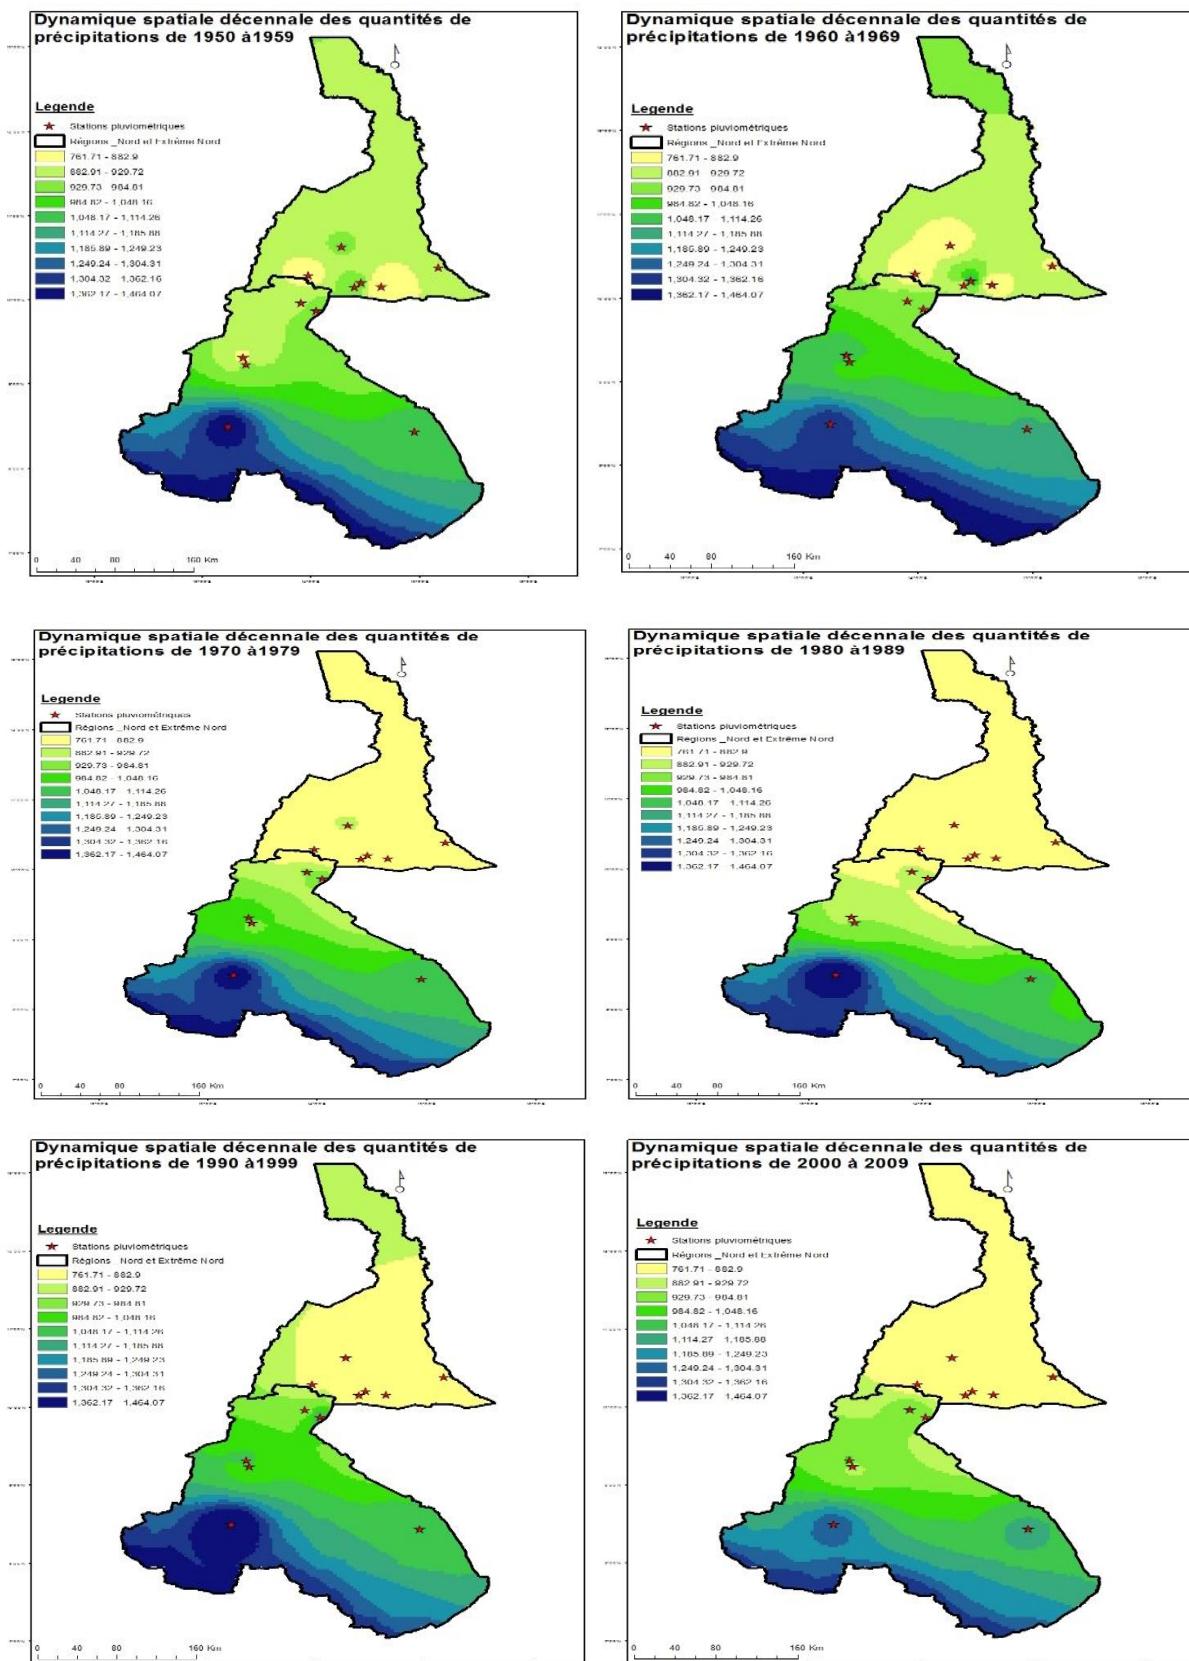 Dynamique spatiale décennale des quantités de
précipitations de 1950 à1959
Legende
Stations pluviométriques
Régions _Nord et Extrême Nord
761.71 - 882.9
882.91 - 929.72
929.73 - 984.81
984.82 - 1,048.16
1,048.17 - 1,114.26
1,114.27 - 1,185.88
1,185.89 - 1,249.23
1,249.24 - 1,304.31
1,304.32 - 1,362.16
1,362.17 - 1,464.07
0 40 80 160 Km
Dynamique spatiale décennale des quantités de
précipitations de 1960 à1969
Legende
Stations pluviométriques
Régions _Nord et Extrême Nord
761.71 - 882.9
882.91 - 929.72
929.73 - 984.81
984.82 - 1,048.16
1,048.17 - 1,114.26
1,114.27 - 1,185.88
1,185.89 - 1,249.23
1,249.24 - 1,304.31
1,304.32 - 1,362.16
1,362.17 - 1,464.07
0 40 80 160 Km
Dynamique spatiale décennale des quantités de
précipitations de 1970 à1979
Legende
Stations pluviométriques
Régions _Nord et Extrême Nord
761.71 - 882.9
882.91 - 929.72
929.73 - 984.81
984.82 - 1,048.16
1,048.17 - 1,114.26
1,114.27 - 1,185.88
1,185.89 - 1,249.23
1,249.24 - 1,304.31
1,304.32 - 1,362.16
1,362.17 - 1,464.07
0 40 80 160 Km
Dynamique spatiale décennale des quantités de
précipitations de 1980 à1989
Legende
Stations pluviométriques
Régions _Nord et Extrême Nord
761.71 - 882.9
882.91 - 929.72
929.73 - 984.81
984.82 - 1,048.16
1,048.17 - 1,114.26
1,114.27 - 1,185.88
1,185.89 - 1,249.23
1,249.24 - 1,304.31
1,304.32 - 1,362.16
1,362.17 - 1,464.07
0 40 80 160 Km
Dynamique spatiale décennale des quantités de
précipitations de 1990 à1999
Legende
Stations pluviométriques
Régions _Nord et Extrême Nord
761.71 - 882.9
882.91 - 929.72
929.73 - 984.81
984.82 - 1,048.16
1,048.17 - 1,114.26
1,114.27 - 1,185.88
1,185.89 - 1,249.23
1,249.24 - 1,304.31
1,304.32 - 1,362.16
1,362.17 - 1,464.07
0 40 80 160 Km
Dynamique spatiale décennale des quantités de
précipitations de 2000 à 2009
Legende
Stations pluviométriques
Régions _Nord et Extrême Nord
761.71 - 882.9
882.91 - 929.72
929.73 - 984.81
984.82 - 1,048.16
1,048.17 - 1,114.26
1,114.27 - 1,185.88
1,185.89 - 1,249.23
1,249.24 - 1,304.31
1,304.32 - 1,362.16
1,362.17 - 1,464.07
0 40 80 160 Km